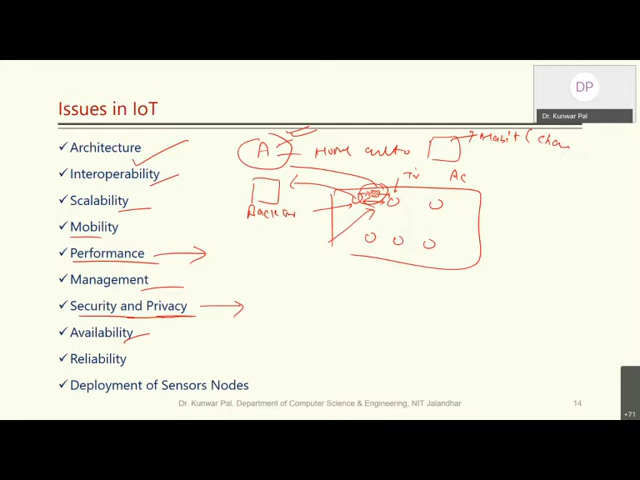 Issues in IoT
DP
Dr. Kunwar Pal
✓ Architecture
✓ Interoperability
✓ Scalability
✓ Mobility
✓ Performance
✓ Management
✓ Security and Privacy
✓ Availability
✓ Reliability
✓ Deployment of Sensors Nodes
A
Home auto
Tv
Ac
Dr. Kunwar Pal, Department of Computer Science & Engineering, NIT Jalandhar
14
+71